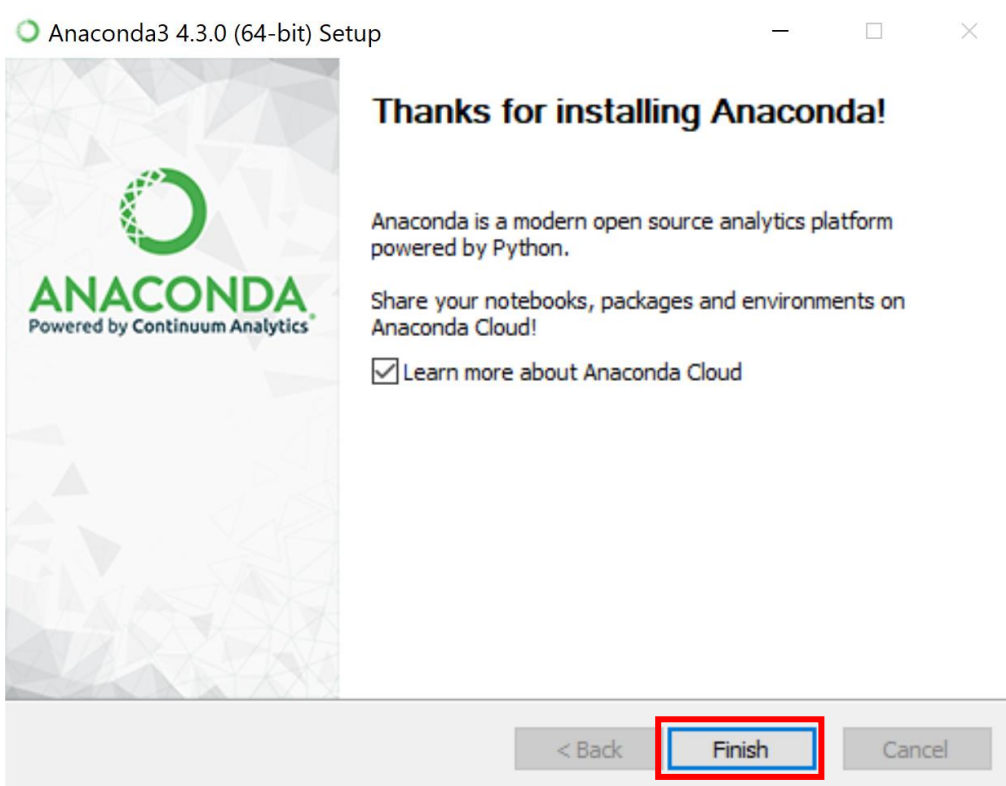 Anaconda3 4.3.0 (64-bit) Setup
Thanks for installing Anaconda!
ANACONDA®
Powered by Continuum Analytics
Anaconda is a modern open source analytics platform
powered by Python.
Share your notebooks, packages and environments on
Anaconda Cloud!
Learn more about Anaconda Cloud
< Back
Finish
Cancel